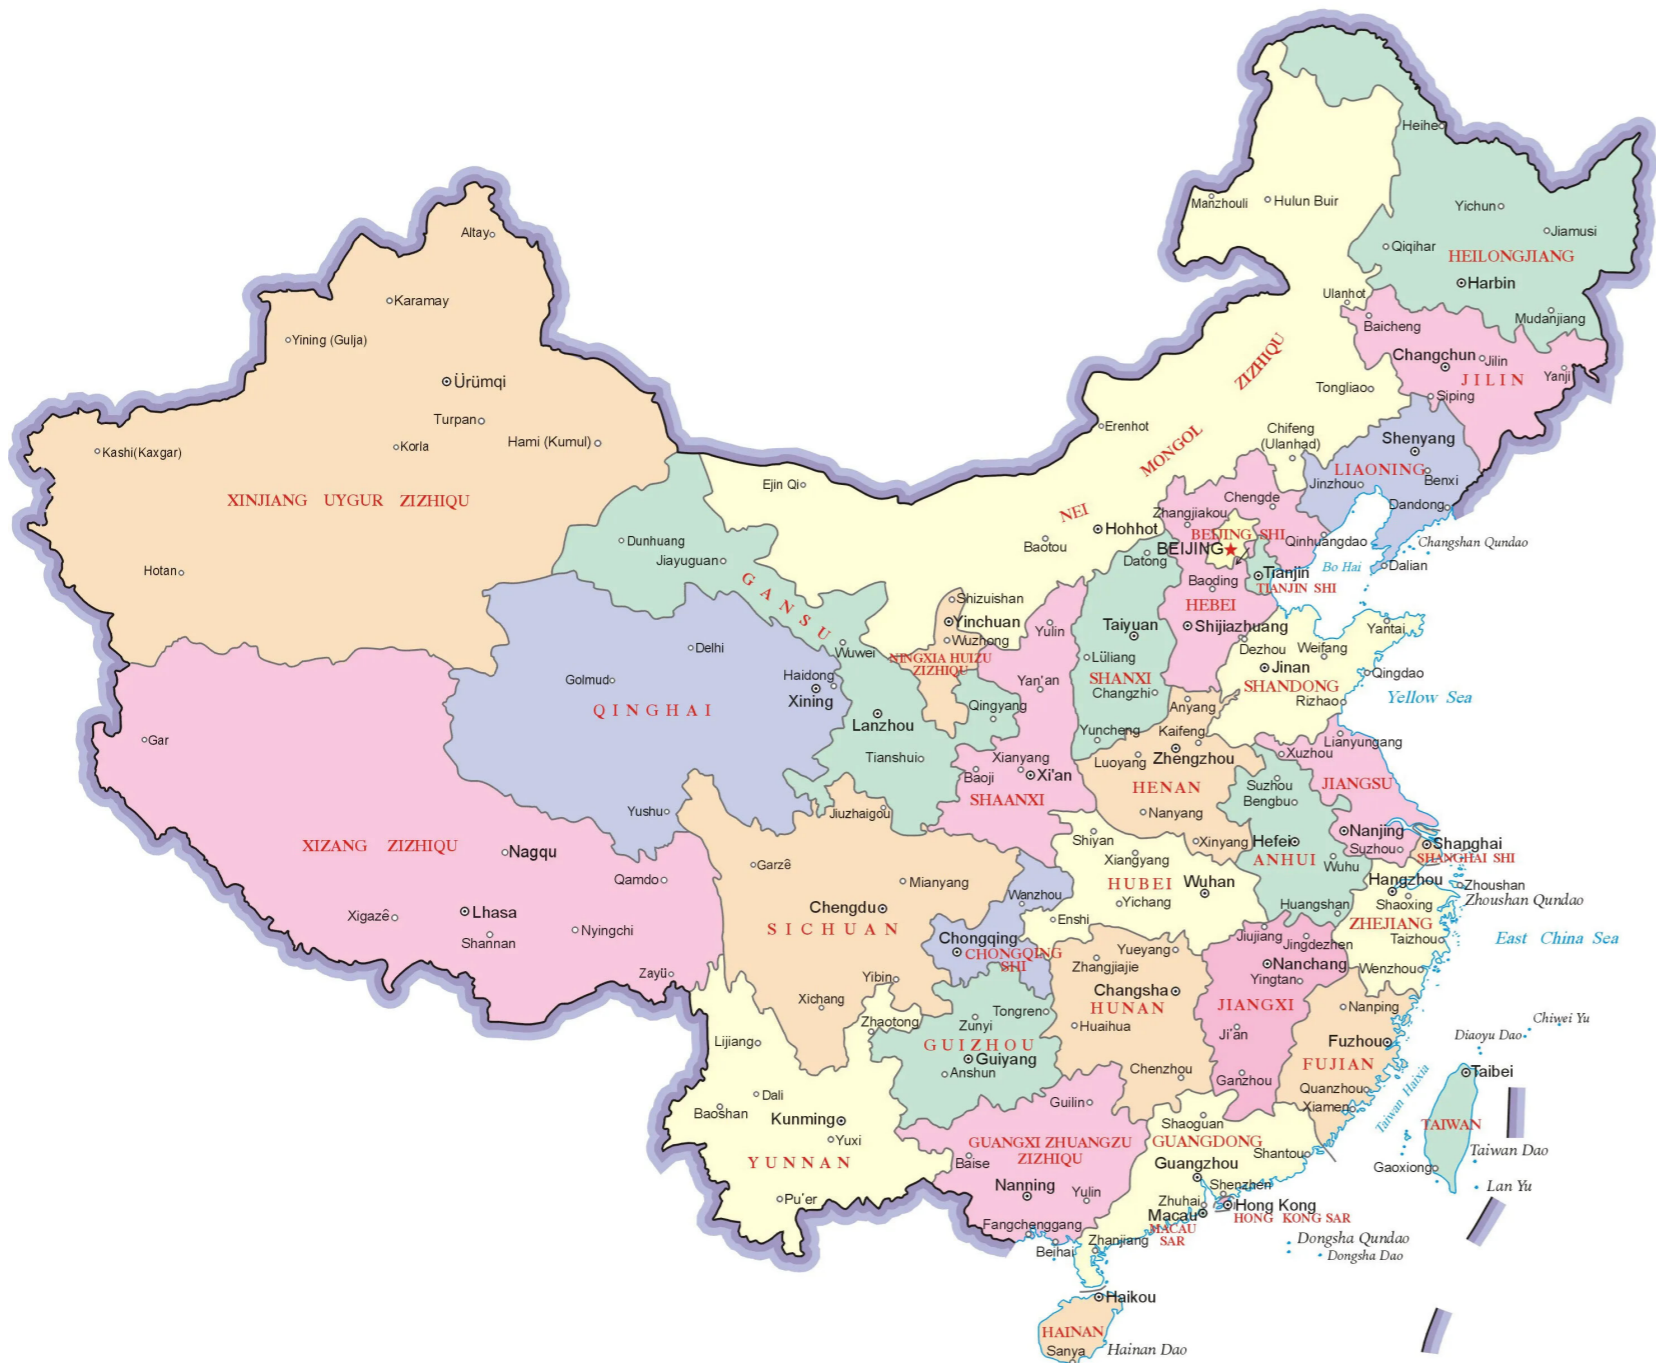 Heihe
Manzhouli
Hulun Buir
Yichun
Jiamusi
Qiqihar
HEILONGJIANG
Harbin
Altay
Karamay
Yining (Gulja)
Ürümqi
Turpan
Korla
Hami (Kumul)
Kashi(Kaxgar)
XINJIANG UYGUR ZIZHIQU
Hotan
Ulanhot
Baicheng
Mudanjiang
Changchun
Jilin
JILIN
Yanji
Siping
Tongliao
ZIZHIQU
MONGOL
NEI
Erenhot
Chifeng
(Ulanhad)
Shenyang
LIAONING
Benxi
Jinzhou
Dandong
Ejin Qi
Chengde
Zhangjiakou
Hohhot
BEIJING SHI
BEIJING
Qinhuangdao
Changshan Qundao
Baotou
Datong
Bo Hai
Dalian
Tianjin
TIANJIN SHI
Baoding
HEBEI
Dunhuang
Jiayuguan
GANSU
Shizuishan
Yinchuan
Wuzhong
Wuwei
NINGXIA HUIZU
ZIZHIQU
Yulin
Taiyuan
Shijiazhuang
Yantai
Dezhou
Weifang
Lüliang
Jinan
Qingdao
SHANXI
SHANDONG
Changzhi
Rizhao
Yellow Sea
Delhi
Golmud
Haidong
Xining
QINGHAI
Yan'an
Qingyang
Lanzhou
Anyang
Yuncheng
Kaifeng
Zhengzhou
Luoyang
Lianyungang
Xuzhou
Tianshui
Xianyang
Baoji
Xi'an
SHAANXI
HENAN
Suzhou
Bengbu
JIANGSU
Gar
Yushu
Jiuzhaigou
Nanyang
XIZANG ZIZHIQU
Nagqu
Shiyan
Xinyang
Hefei
Nanjing
Suzhou
Shanghai
SHANGHAI SHI
ANHUI
Wuhu
Garzê
Xiangyang
Qamdo
Mianyang
Wanzhou
HUBEI
Wuhan
Hangzhou
Zhoushan
Yichang
Shaoxing
Zhoushan Qundao
Xigazê
Lhasa
Chengdu
Huangshan
SICHUAN
Enshi
ZHEJIANG
Nyingchi
Shannan
Chongqing
CHONGQING
SHI
Yueyang
Zhangjiajie
Jiujiang
Jingdezhen
Taizhou
East China Sea
Zayü
Yibin
Nanchang
Wenzhou
Yingtan
Changsha
HUNAN
JIANGXI
Xichang
Tongren
Nanping
Zhaotong
Zunyi
Huaihua
Ji'an
Chiwei Yu
Diaoyu Dao
Lijiang
GUIZHOU
Guiyang
Anshun
Fuzhou
FUJIAN
Chenzhou
Ganzhou
Taibei
Quanzhou
Dali
Baoshan
Guilin
Xiamen
Taiwan Haixia
Kunming
Shaoguan
TAIWAN
Yuxi
YUNNAN
GUANGXI ZHUANGZU
ZIZHIQU
GUANGDONG
Shantou
Taiwan Dao
Baise
Guangzhou
Gaoxiong
Nanning
Shenzhen
Lan Yu
Pu'er
Yulin
Zhuhai
Hong Kong
Macau
HONG KONG SAR
MACAU
SAR
Fangchenggang
Beihai
Zhanjiang
Dongsha Qundao
Dongsha Dao
Haikou
HAINAN
Sanya
Hainan Dao